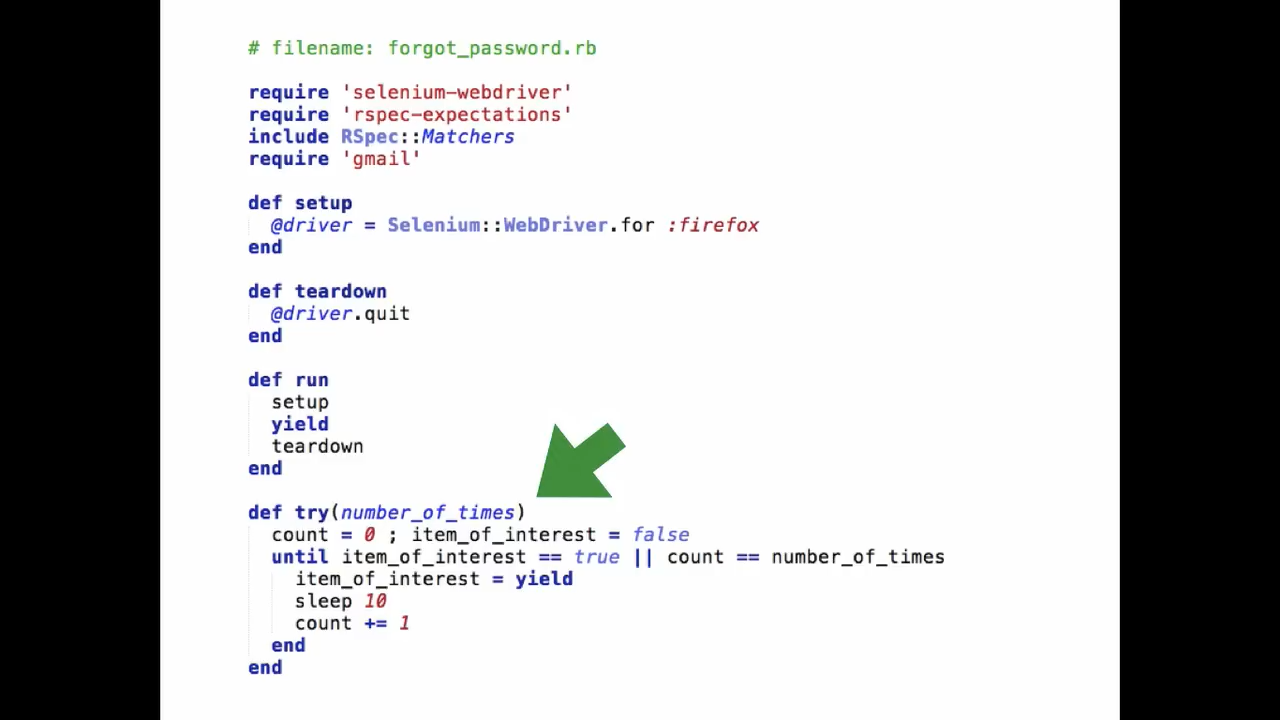 # filename: forgot_password.rb
require 'selenium-webdriver'
require 'rspec-expectations'
include RSpec::Matchers
require 'gmail'
def setup
  @driver = Selenium::WebDriver.for :firefox
end
def teardown
  @driver.quit
end
def run
  setup
  yield
  teardown
end
def try(number_of_times)
  count = 0 ; item_of_interest = false
  until item_of_interest == true || count == number_of_times
    item_of_interest = yield
    sleep 10
    count += 1
  end
end